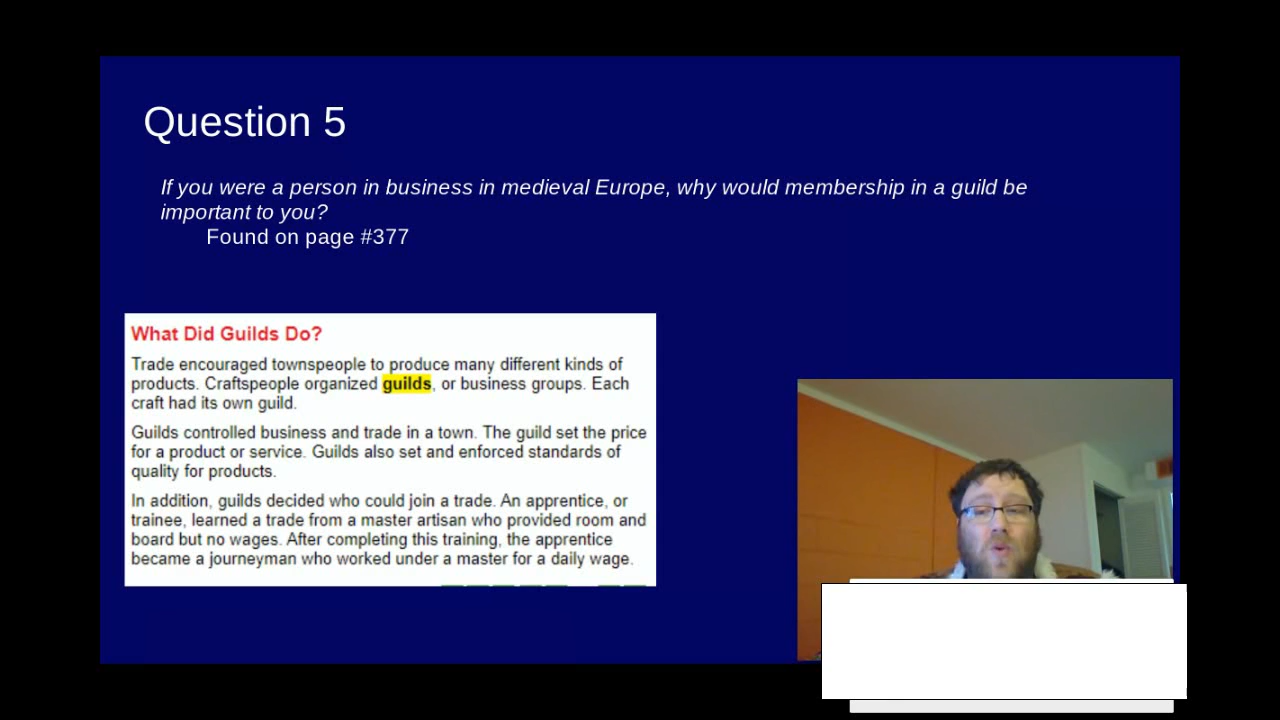 Question 5
If you were a person in business in medieval Europe, why would membership in a guild be
important to you?
Found on page #377
What Did Guilds Do?
Trade encouraged townspeople to produce many different kinds of
products. Craftspeople organized guilds, or business groups. Each
craft had its own guild.
Guilds controlled business and trade in a town. The guild set the price
for a product or service. Guilds also set and enforced standards of
quality for products.
In addition, guilds decided who could join a trade. An apprentice, or
trainee, learned a trade from a master artisan who provided room and
board but no wages. After completing this training, the apprentice
became a journeyman who worked under a master for a daily wage.